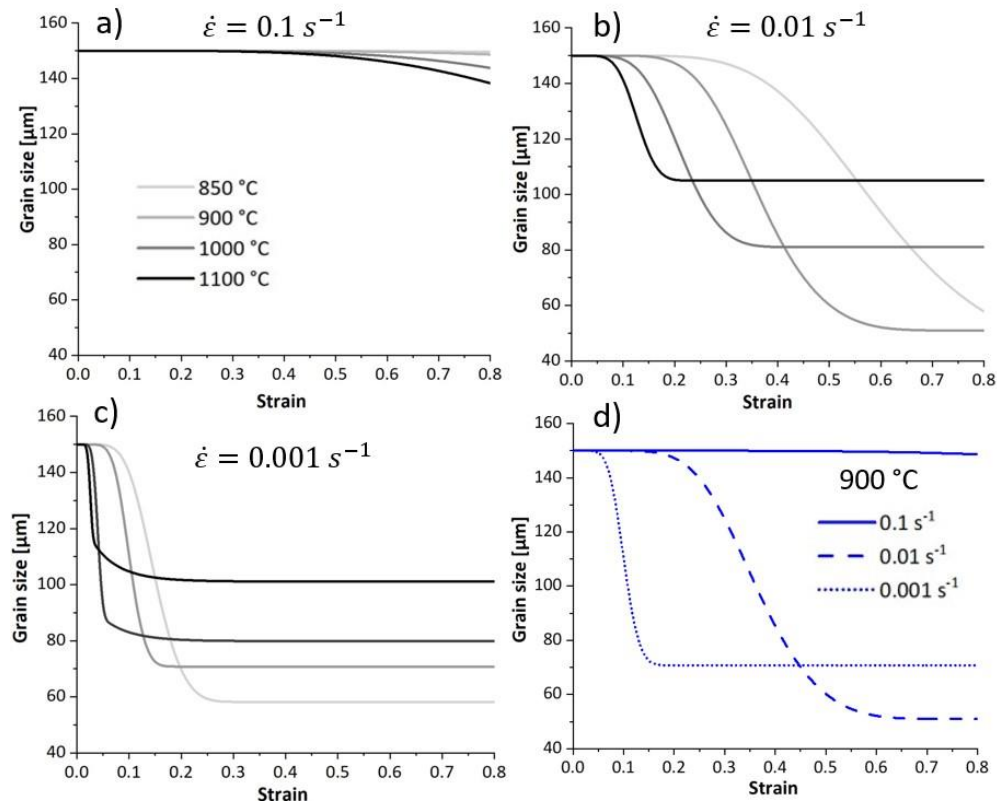 a)
ε̇ = 0.1 s⁻¹
160
140
120
100
80
60
40
Grain size [µm]
850 °C
900 °C
1000 °C
1100 °C
0.0 0.1 0.2 0.3 0.4 0.5 0.6 0.7 0.8
Strain
b)
ε̇ = 0.01 s⁻¹
160
140
120
100
80
60
40
Grain size [µm]
0.0 0.1 0.2 0.3 0.4 0.5 0.6 0.7 0.8
Strain
c)
ε̇ = 0.001 s⁻¹
160
140
120
100
80
60
40
Grain size [µm]
0.0 0.1 0.2 0.3 0.4 0.5 0.6 0.7 0.8
Strain
d)
160
140
120
100
80
60
40
Grain size [µm]
900 °C
0.1 s⁻¹
0.01 s⁻¹
0.001 s⁻¹
0.0 0.1 0.2 0.3 0.4 0.5 0.6 0.7 0.8
Strain